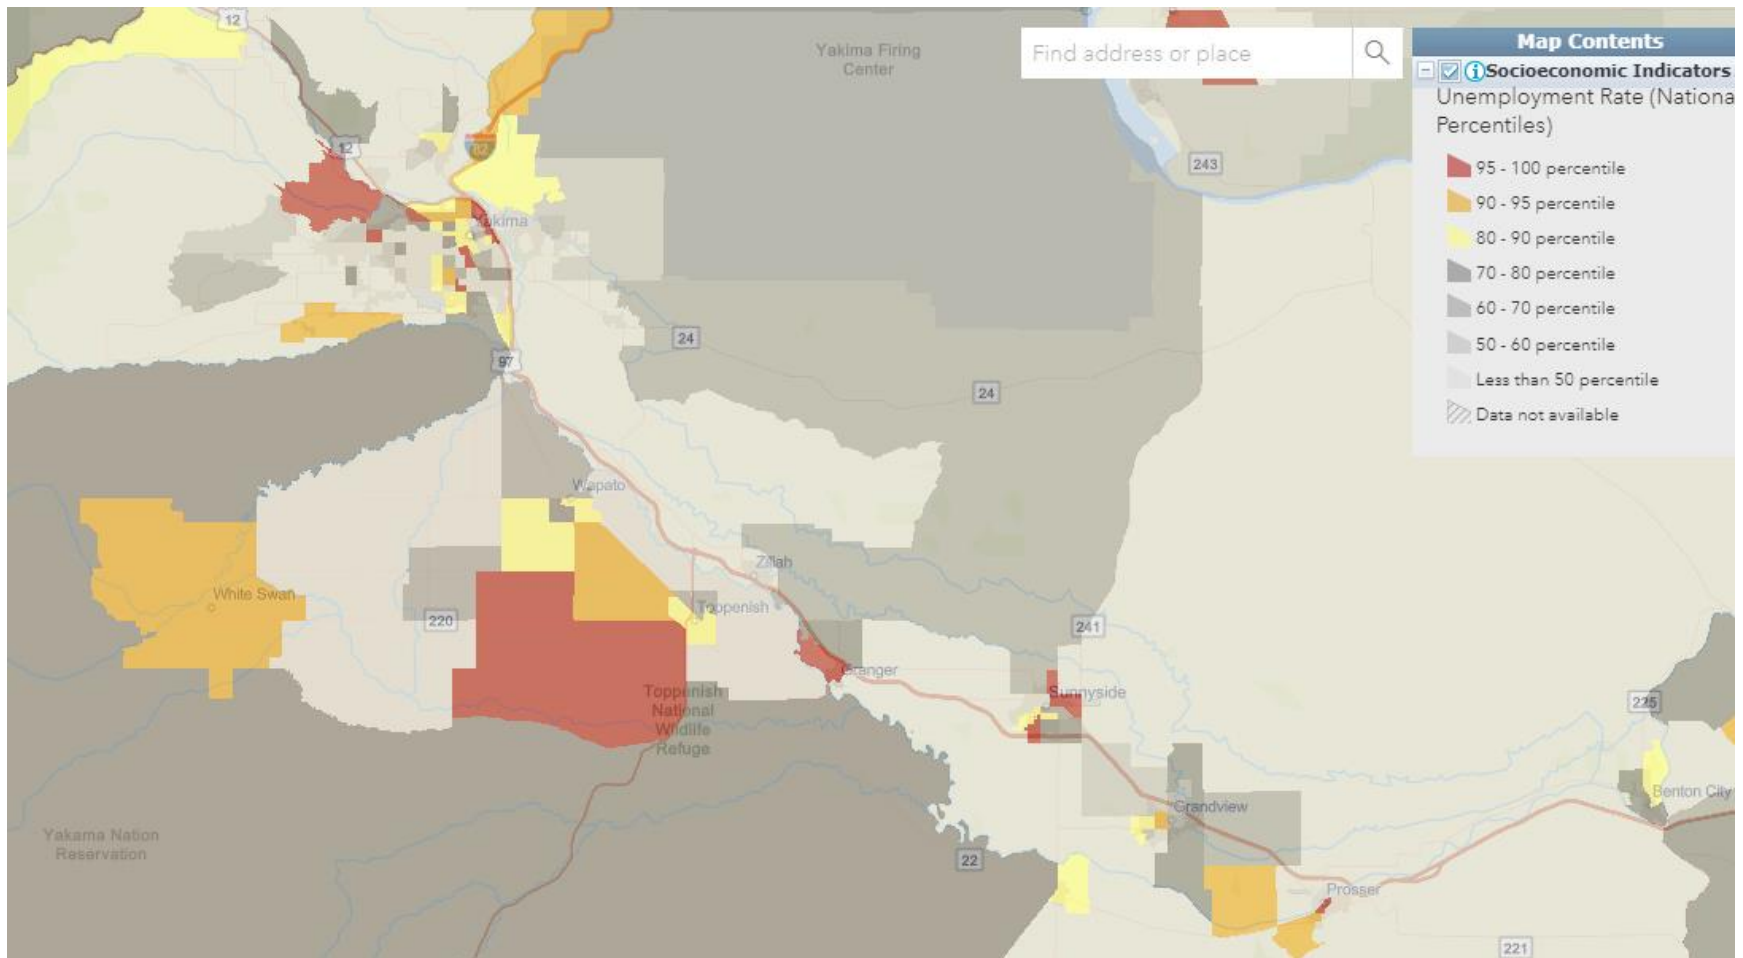 12
Yakima Firing
Center
Find address or place
Map Contents
Socioeconomic Indicators
Unemployment Rate (Nationa
Percentiles)
95 - 100 percentile
90 - 95 percentile
80 - 90 percentile
70 - 80 percentile
60 - 70 percentile
50 - 60 percentile
Less than 50 percentile
Data not available
12
82
243
Yakima
24
97
24
Wapato
Zillah
White Swan
220
Toppenish
241
Granger
Toppenish
National
Wildlife
Refuge
Sunnyside
225
Benton City
Grandview
Yakama Nation
Reservation
22
Prosser
221